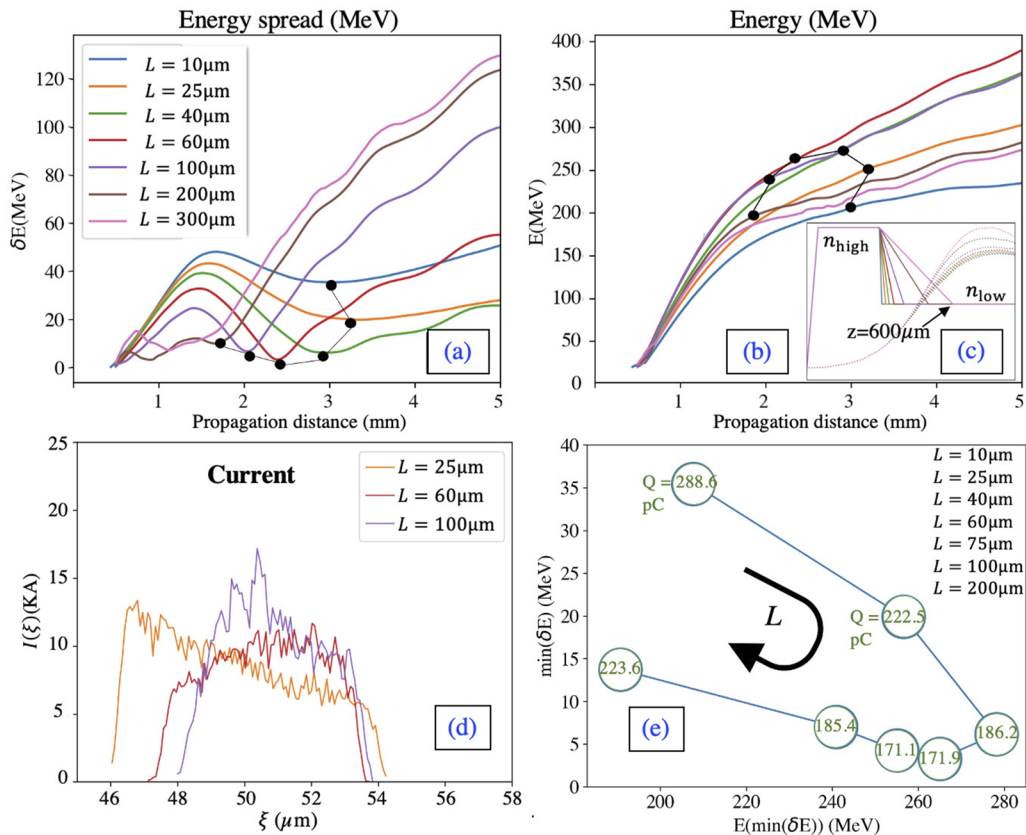 Energy spread (MeV)
120
100
80
60
40
20
0
δE(MeV)
L = 10μm
L = 25μm
L = 40μm
L = 60μm
L = 100μm
L = 200μm
L = 300μm
(a)
1 2 3 4 5
Propagation distance (mm)
Energy (MeV)
400
350
300
250
200
150
100
50
0
E(MeV)
n_high
n_low
z=600μm
(b)
(c)
1 2 3 4 5
Propagation distance (mm)
25
20
15
10
5
0
I(ξ)(KA)
Current
L = 25μm
L = 60μm
L = 100μm
(d)
46 48 50 52 54 56 58
ξ (μm)
40
35
30
25
20
15
10
5
0
min(δE) (MeV)
L = 10μm
L = 25μm
L = 40μm
L = 60μm
L = 75μm
L = 100μm
L = 200μm
Q = 288.6
pC
Q = 222.5
pC
L
223.6
185.4
171.1
171.9
186.2
(e)
200 220 240 260 280
E(min(δE)) (MeV)